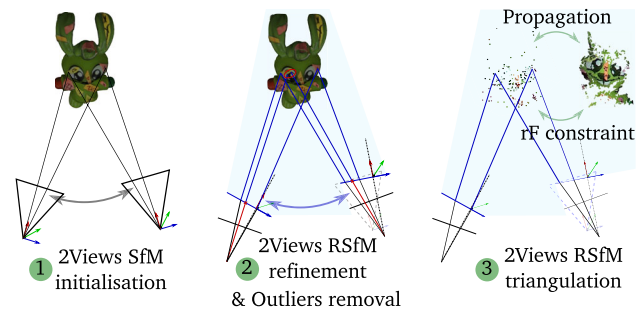 Propagation
rF constraint
1
2Views SfM
initialisation
2
2Views RSfM
refinement
& Outliers removal
3
2Views RSfM
triangulation